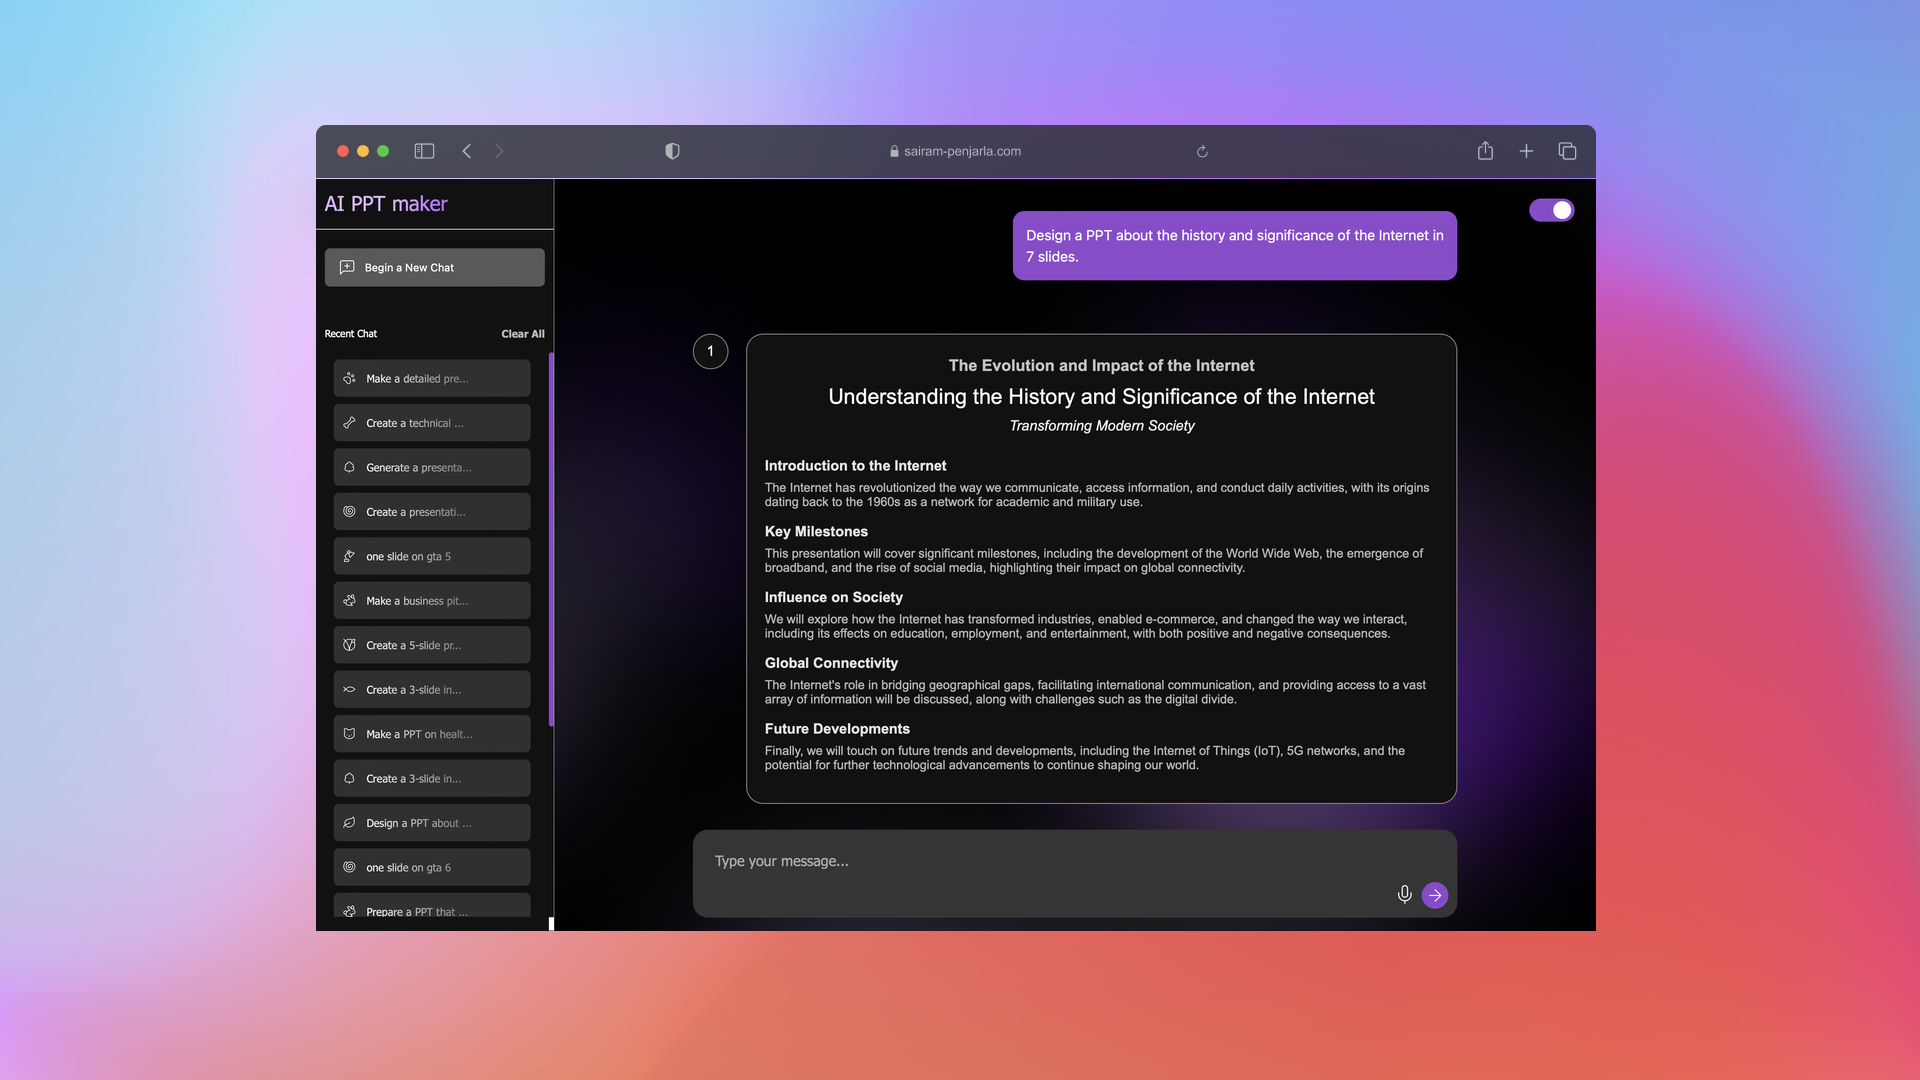 sairam-penjarla.com
AI PPT maker
Begin a New Chat
Recent Chat
Clear All
Make a detailed pre...
Create a technical ...
Generate a presenta...
Create a presentati...
one slide on gta 5
Make a business pit...
Create a 5-slide pr...
Create a 3-slide in...
Make a PPT on healt...
Create a 3-slide in...
Design a PPT about ...
one slide on gta 6
Prepare a PPT that ...
Design a PPT about the history and significance of the Internet in
7 slides.
1
The Evolution and Impact of the Internet
Understanding the History and Significance of the Internet
Transforming Modern Society
Introduction to the Internet
The Internet has revolutionized the way we communicate, access information, and conduct daily activities, with its origins
dating back to the 1960s as a network for academic and military use.
Key Milestones
This presentation will cover significant milestones, including the development of the World Wide Web, the emergence of
broadband, and the rise of social media, highlighting their impact on global connectivity.
Influence on Society
We will explore how the Internet has transformed industries, enabled e-commerce, and changed the way we interact,
including its effects on education, employment, and entertainment, with both positive and negative consequences.
Global Connectivity
The Internet's role in bridging geographical gaps, facilitating international communication, and providing access to a vast
array of information will be discussed, along with challenges such as the digital divide.
Future Developments
Finally, we will touch on future trends and developments, including the Internet of Things (IoT), 5G networks, and the
potential for further technological advancements to continue shaping our world.
Type your message...